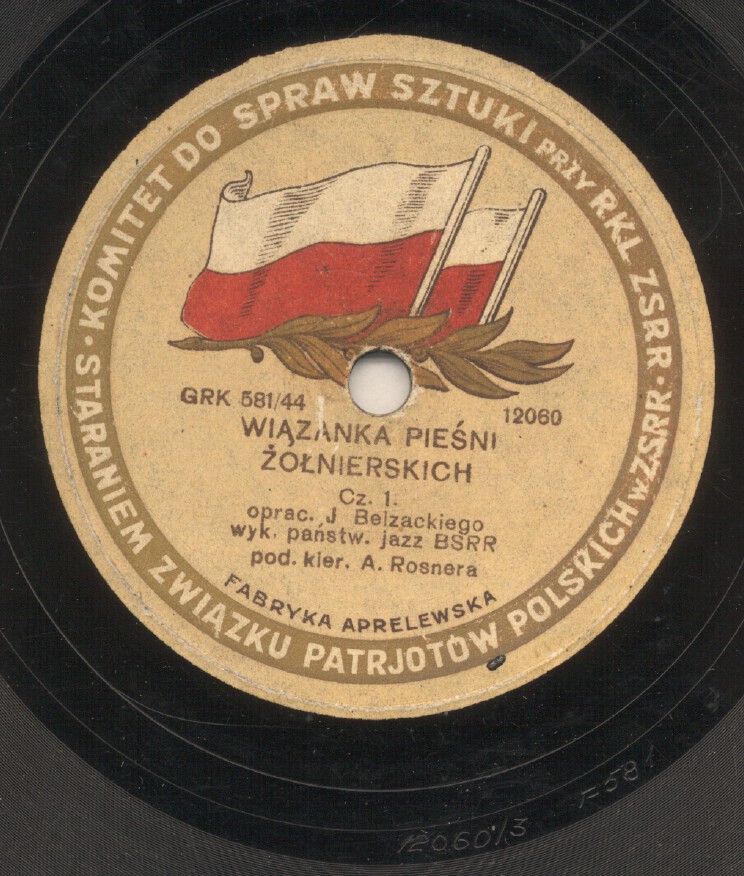 KOMITET DO SPRAW SZTUKI PRZY RKL ZSRR
STARANIEM ZWIĄZKU PATRJOTÓW POLSKICH W ZSRR
GRK 581/44
12060
WIĄZANKA PIEŚNI
ŻOŁNIERSKICH
Cz. 1.
oprac. J Belzackiego
wyk. państw. jazz BSRR
pod. kier. A. Rosnera
FABRYKA APRELEWSKA
12060/3
F581